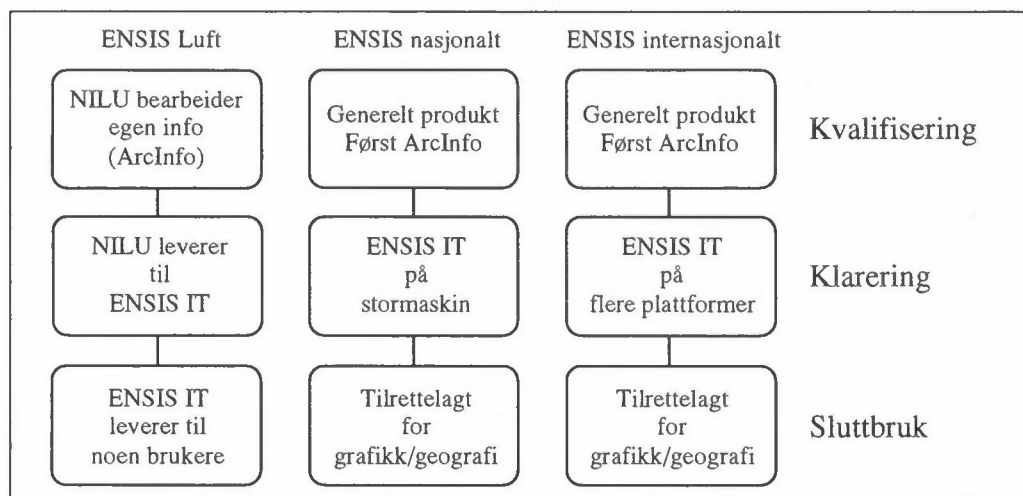 ENSIS Luft
ENSIS nasjonalt
ENSIS internasjonalt
NILU bearbeider
egen info
(ArcInfo)
Generelt produkt
Først ArcInfo
Generelt produkt
Først ArcInfo
Kvalifisering
NILU leverer
til
ENSIS IT
ENSIS IT
på
stormaskin
ENSIS IT
på
flere plattformer
Klarering
ENSIS IT
leverer til
noen brukere
Tilrettelagt
for
grafikk/geografi
Tilrettelagt
for
grafikk/geografi
Sluttbruk